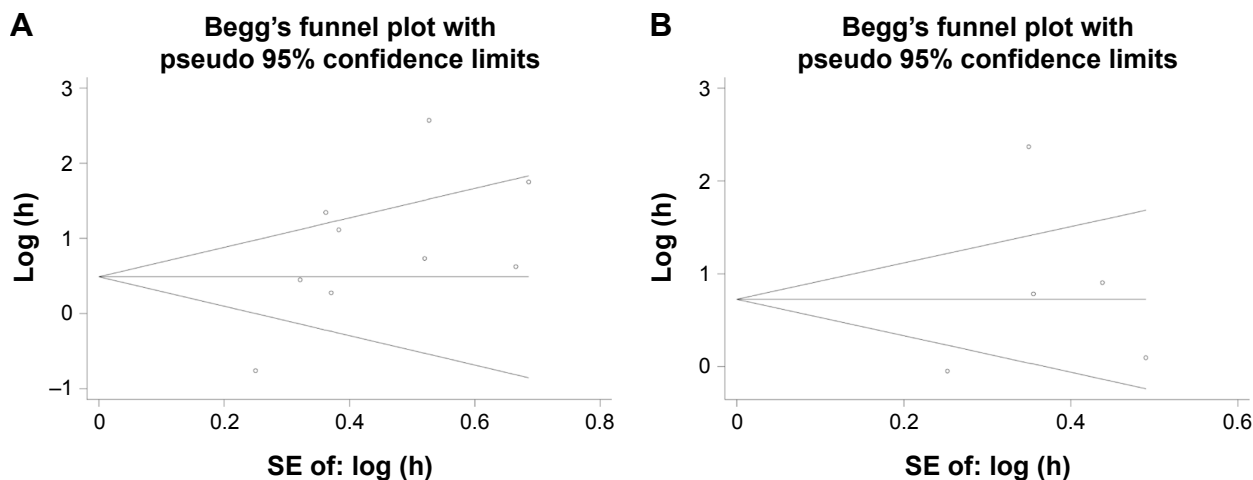 A
Begg’s funnel plot with
pseudo 95% confidence limits
3
2
1
0
–1
Log (h)
0
0.2
0.4
0.6
0.8
SE of: log (h)
B
Begg’s funnel plot with
pseudo 95% confidence limits
3
2
1
0
Log (h)
0
0.2
0.4
0.6
SE of: log (h)